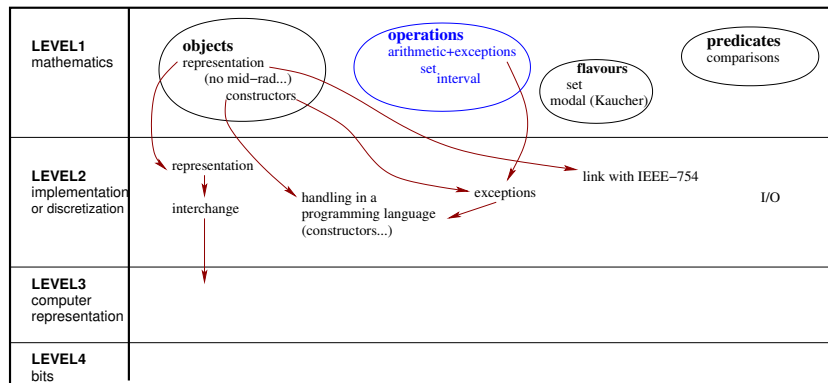 LEVEL1
mathematics
objects
representation
(no mid−rad...)
constructors
operations
arithmetic+exceptions
set
interval
flavours
set
modal (Kaucher)
predicates
comparisons
LEVEL2
implementation
or discretization
representation
interchange
handling in a
programming language
(constructors...)
exceptions
link with IEEE−754
I/O
LEVEL3
computer
representation
LEVEL4
bits